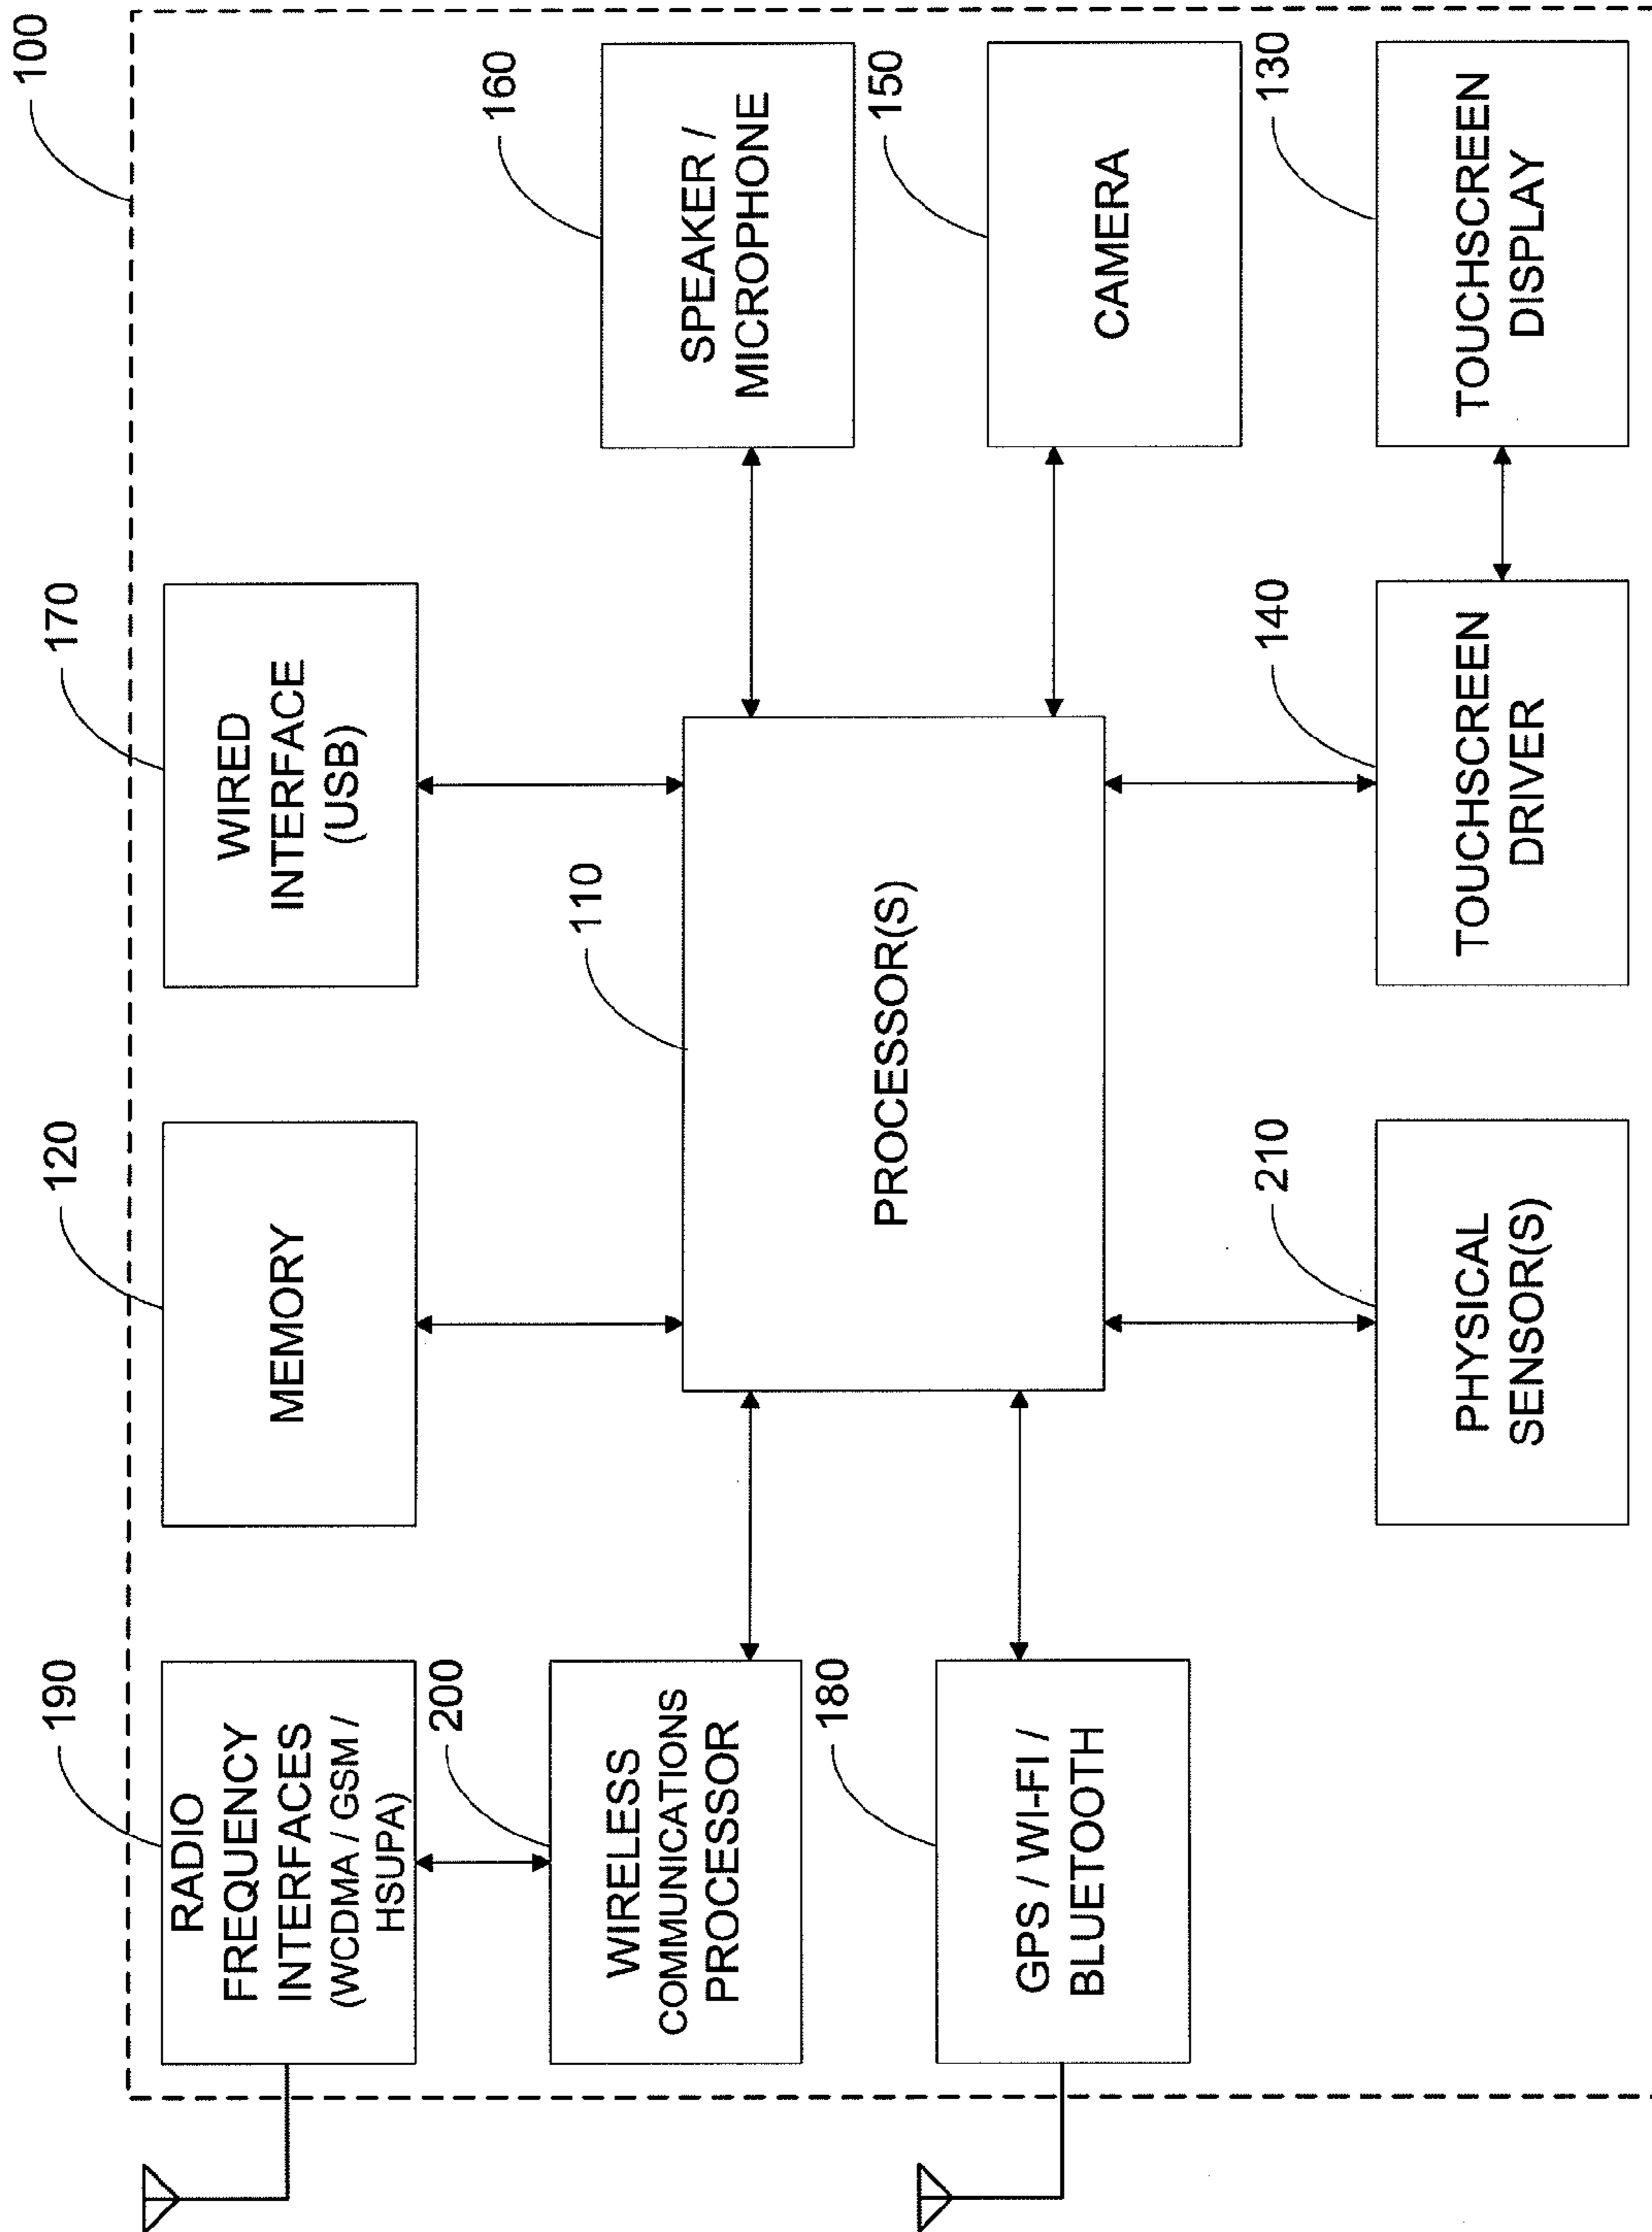 100
190
RADIO
FREQUENCY
INTERFACES
(WCDMA / GSM /
HSUPA)
120
MEMORY
170
WIRED
INTERFACE
(USB)
200
WIRELESS
COMMUNICATIONS
PROCESSOR
160
SPEAKER /
MICROPHONE
110
PROCESSOR(S)
180
GPS / WI-FI /
BLUETOOTH
150
CAMERA
210
PHYSICAL
SENSOR(S)
140
TOUCHSCREEN
DRIVER
130
TOUCHSCREEN
DISPLAY